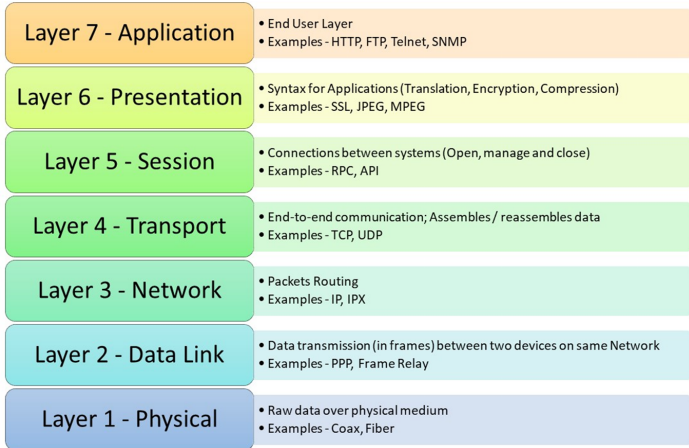 Layer 7 - Application
• End User Layer
• Examples - HTTP, FTP, Telnet, SNMP
Layer 6 - Presentation
• Syntax for Applications (Translation, Encryption, Compression)
• Examples - SSL, JPEG, MPEG
Layer 5 - Session
• Connections between systems (Open, manage and close)
• Examples - RPC, API
Layer 4 - Transport
• End-to-end communication; Assembles / reassembles data
• Examples - TCP, UDP
Layer 3 - Network
• Packets Routing
• Examples - IP, IPX
Layer 2 - Data Link
• Data transmission (in frames) between two devices on same Network
• Examples - PPP, Frame Relay
Layer 1 - Physical
• Raw data over physical medium
• Examples - Coax, Fiber